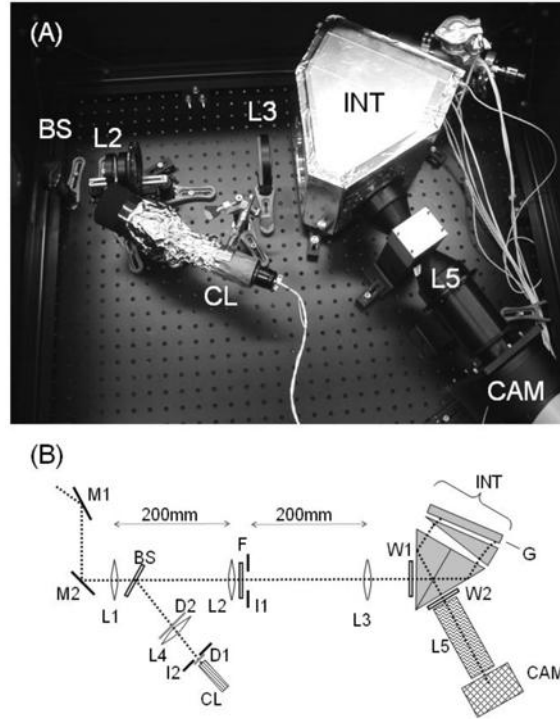 (A)
BS
L2
L3
INT
CL
L5
CAM
(B)
M1
INT
200mm
200mm
G
W1
BS
F
M2
L1
L2
I1
L3
W2
D2
L5
L4
D1
I2
CL
CAM